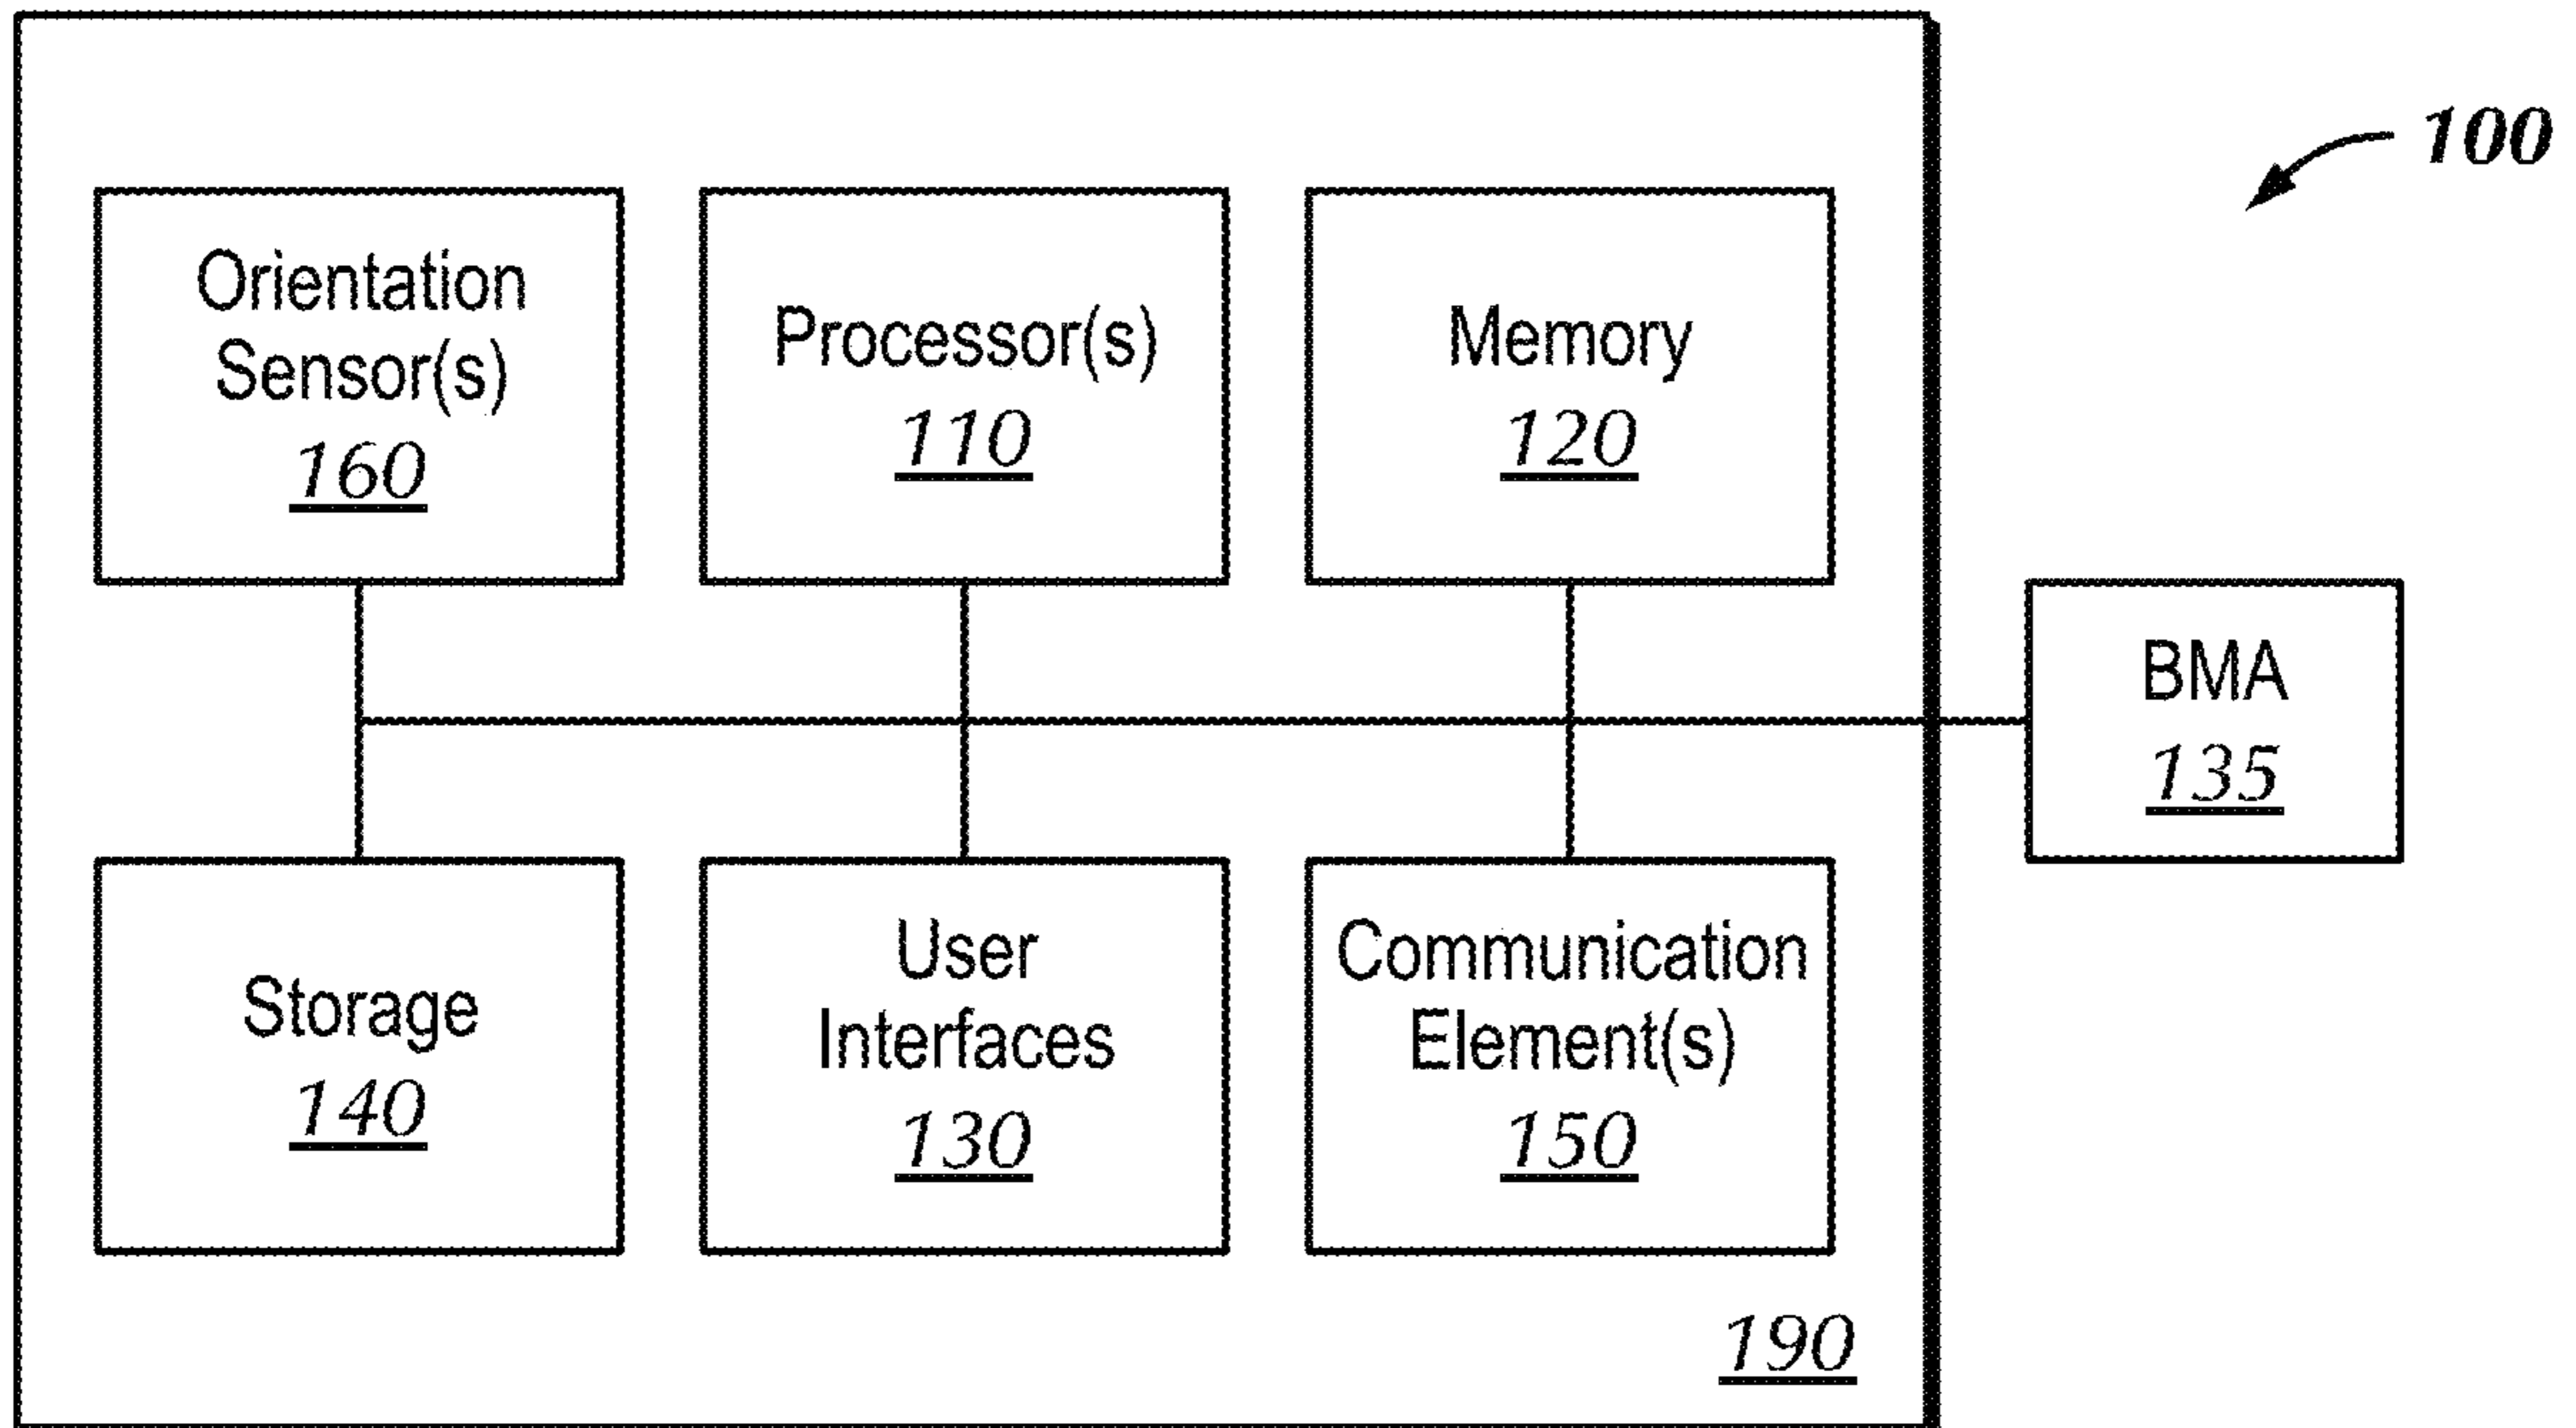 100
Orientation
Sensor(s)
160
Processor(s)
110
Memory
120
BMA
135
Storage
140
User
Interfaces
130
Communication
Element(s)
150
190